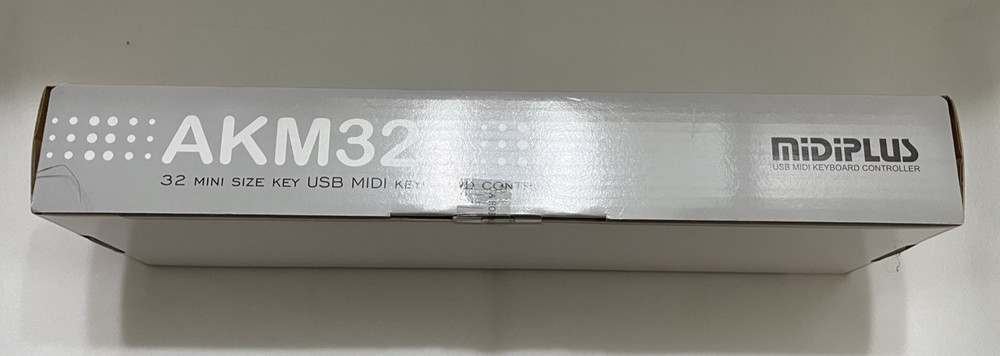 AKM32
32 MINI SIZE KEY USB MIDI
MIDIPLUS
USB MIDI KEYBOARD CONTROLLER